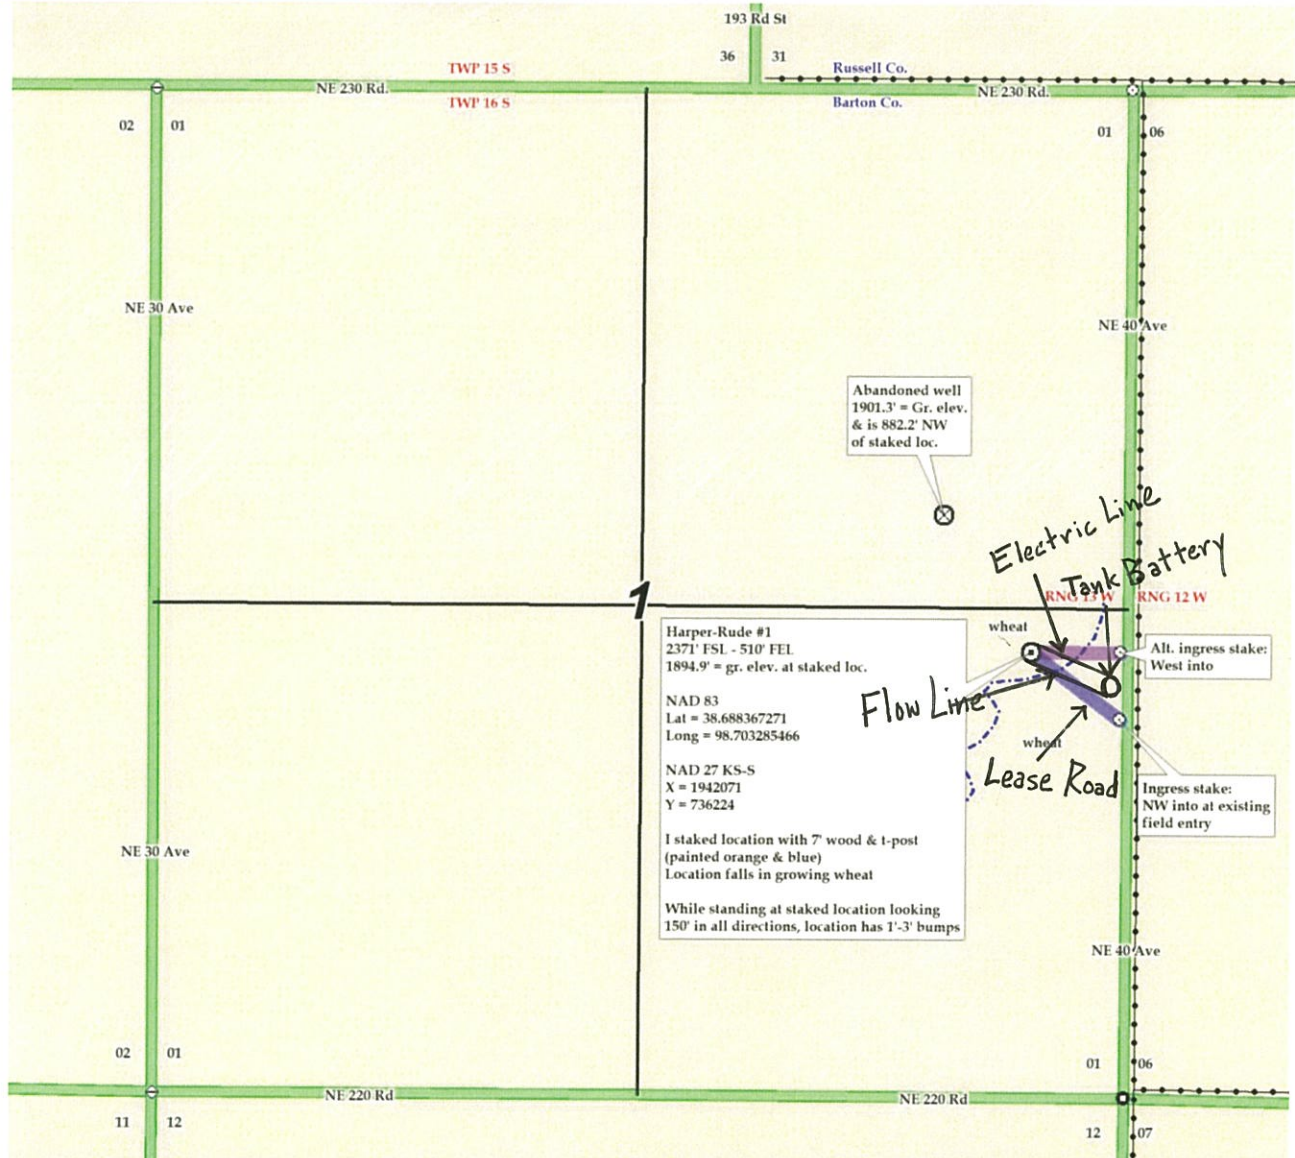 193 Rd St
36
31
TWP 15 S
Russell Co.
NE 230 Rd.
NE 230 Rd.
TWP 16 S
Barton Co.
02
01
01
06
NE 30 Ave
NE 40 Ave
Abandoned well
1901.3' = Gr. elev.
& is 882.2' NW
of staked loc.
Electric Line
Tank Battery
RNG 13 W
RNG 12 W
1
wheat
Harper-Rude #1
2371' FSL - 510' FEL
1894.9' = gr. elev. at staked loc.
NAD 83
Lat = 38.688367271
Long = 98.703285466
NAD 27 KS-S
X = 1942071
Y = 736224
I staked location with 7' wood & t-post
(painted orange & blue)
Location falls in growing wheat
While standing at staked location looking
150' in all directions, location has 1'-3' bumps
Alt. ingress stake:
West into
Flow Line
wheat
Lease Road
Ingress stake:
NW into at existing
field entry
NE 30 Ave
NE 40 Ave
02
01
01
06
NE 220 Rd
NE 220 Rd
11
12
12
07